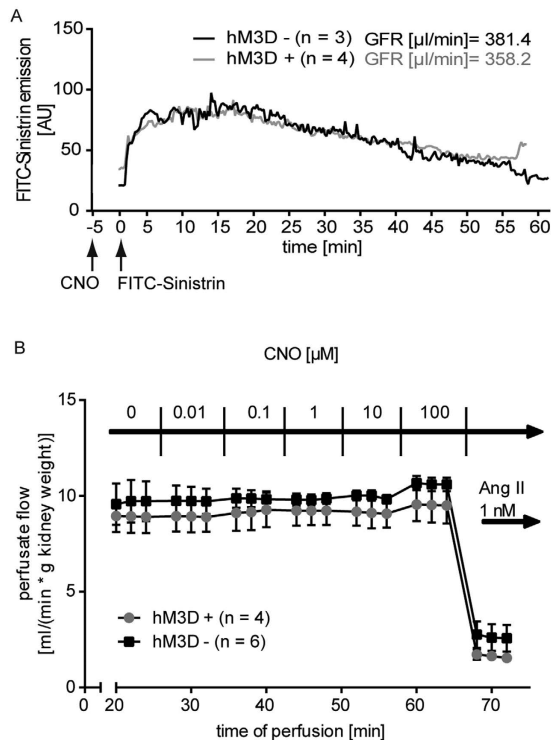 A
hM3D - (n = 3) GFR [µl/min]= 381.4
hM3D + (n = 4) GFR [µl/min]= 358.2
FITC-Sinistrin emission
[AU]
150
100
50
0
-5 0 5 10 15 20 25 30 35 40 45 50 55 60
time [min]
CNO FITC-Sinistrin
B
CNO [µM]
0 0.01 0.1 1 10 100
Ang II
1 nM
perfusate flow
[ml/(min * g kidney weight)]
15
10
5
0
hM3D + (n = 4)
hM3D - (n = 6)
0 20 30 40 50 60 70
time of perfusion [min]